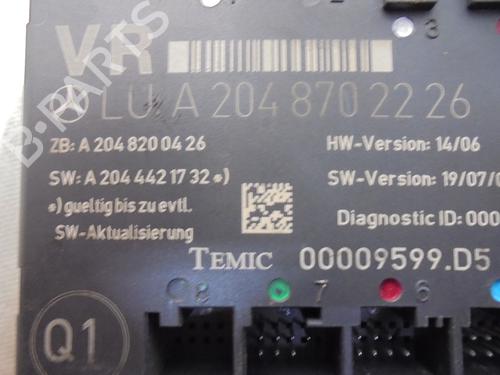 3
VR
LU A 204 870 22 26
ZB: A 204 820 04 26
HW-Version: 14/06
SW: A 204 442 17 32 *)
SW-Version: 19/07/0
*) gueltig bis zu evtl.
SW-Aktualisierung
Diagnostic ID: 000
TEMIC 00009599.D5
8 7 6
Q1
B-PARTS